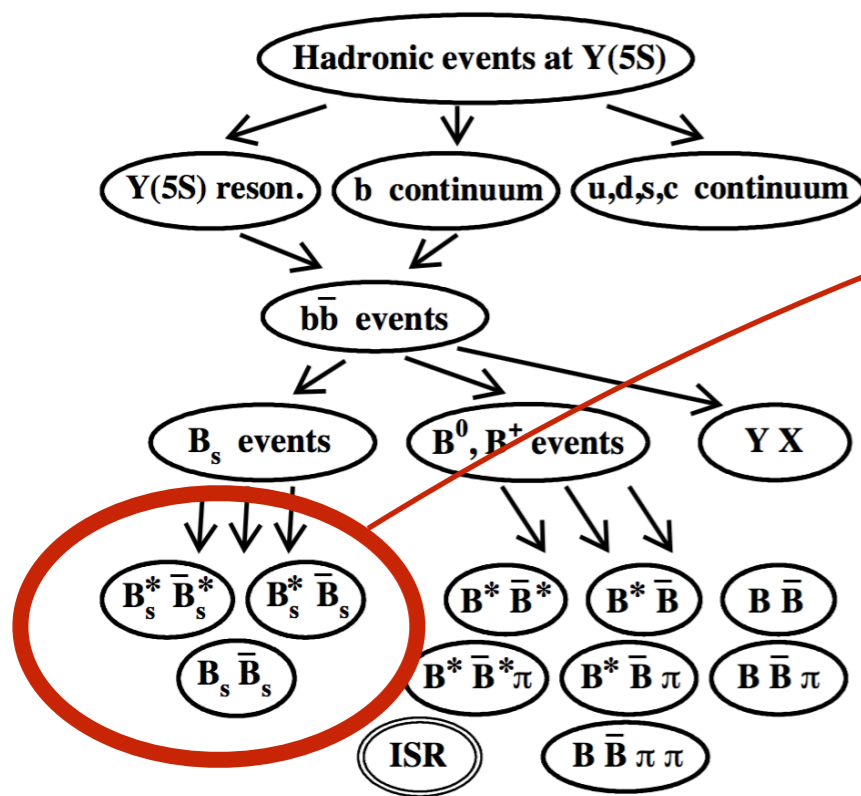 Hadronic events at Υ(5S)
Υ(5S) reson. b continuum u,d,s,c continuum
bb̅ events
Bₛ events B⁰, B⁺ events Υ X
Bₛ* B̅ₛ* Bₛ* B̅ₛ B* B̅* B* B̅ B B̅
Bₛ B̅ₛ B* B̅*π B* B̅ π B B̅ π
ISR B B̅ π π